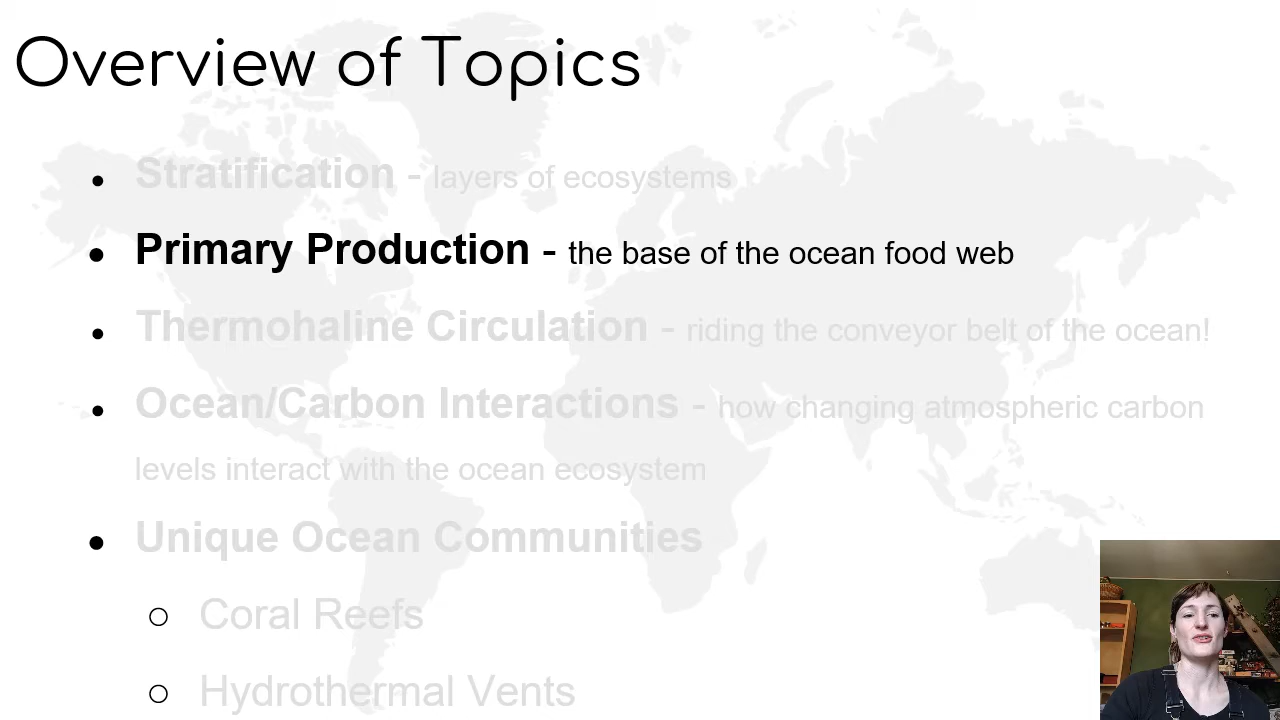 Overview of Topics
Stratification - layers of ecosystems
Primary Production - the base of the ocean food web
Thermohaline Circulation - riding the conveyor belt of the ocean!
Ocean/Carbon Interactions - how changing atmospheric carbon
levels interact with the ocean ecosystem
Unique Ocean Communities
Coral Reefs
Hydrothermal Vents